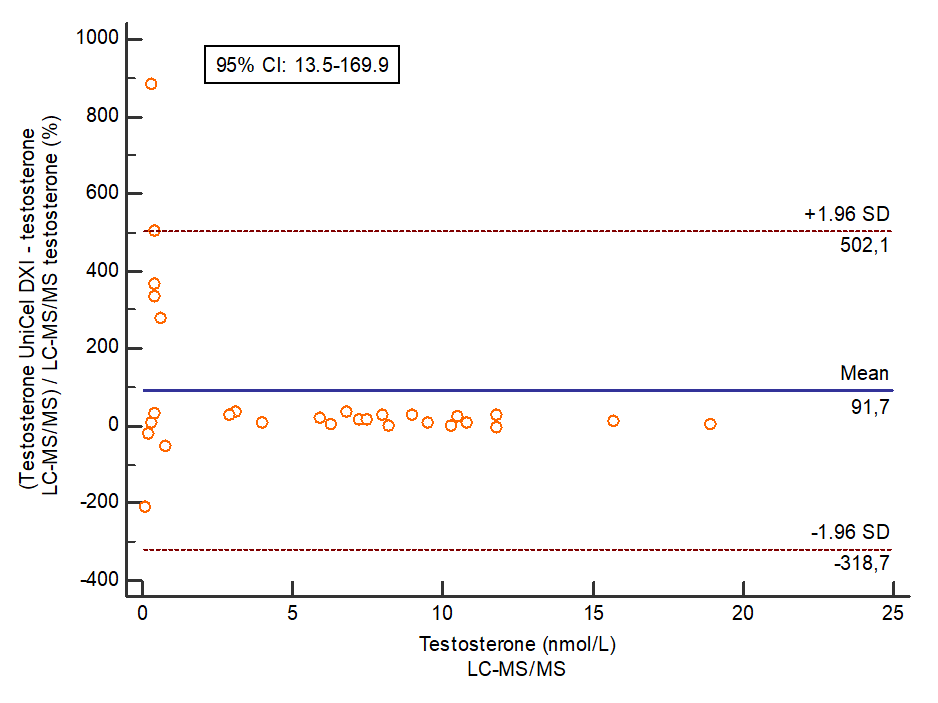 1000
800
600
400
200
0
-200
-400
(Testosterone UniCel DXI - testosterone
LC-MS/MS) / LC-MS/MS testosterone (%)
95% CI: 13.5-169.9
+1.96 SD
502,1
Mean
91,7
-1.96 SD
-318,7
0
5
10
15
20
25
Testosterone (nmol/L)
LC-MS/MS